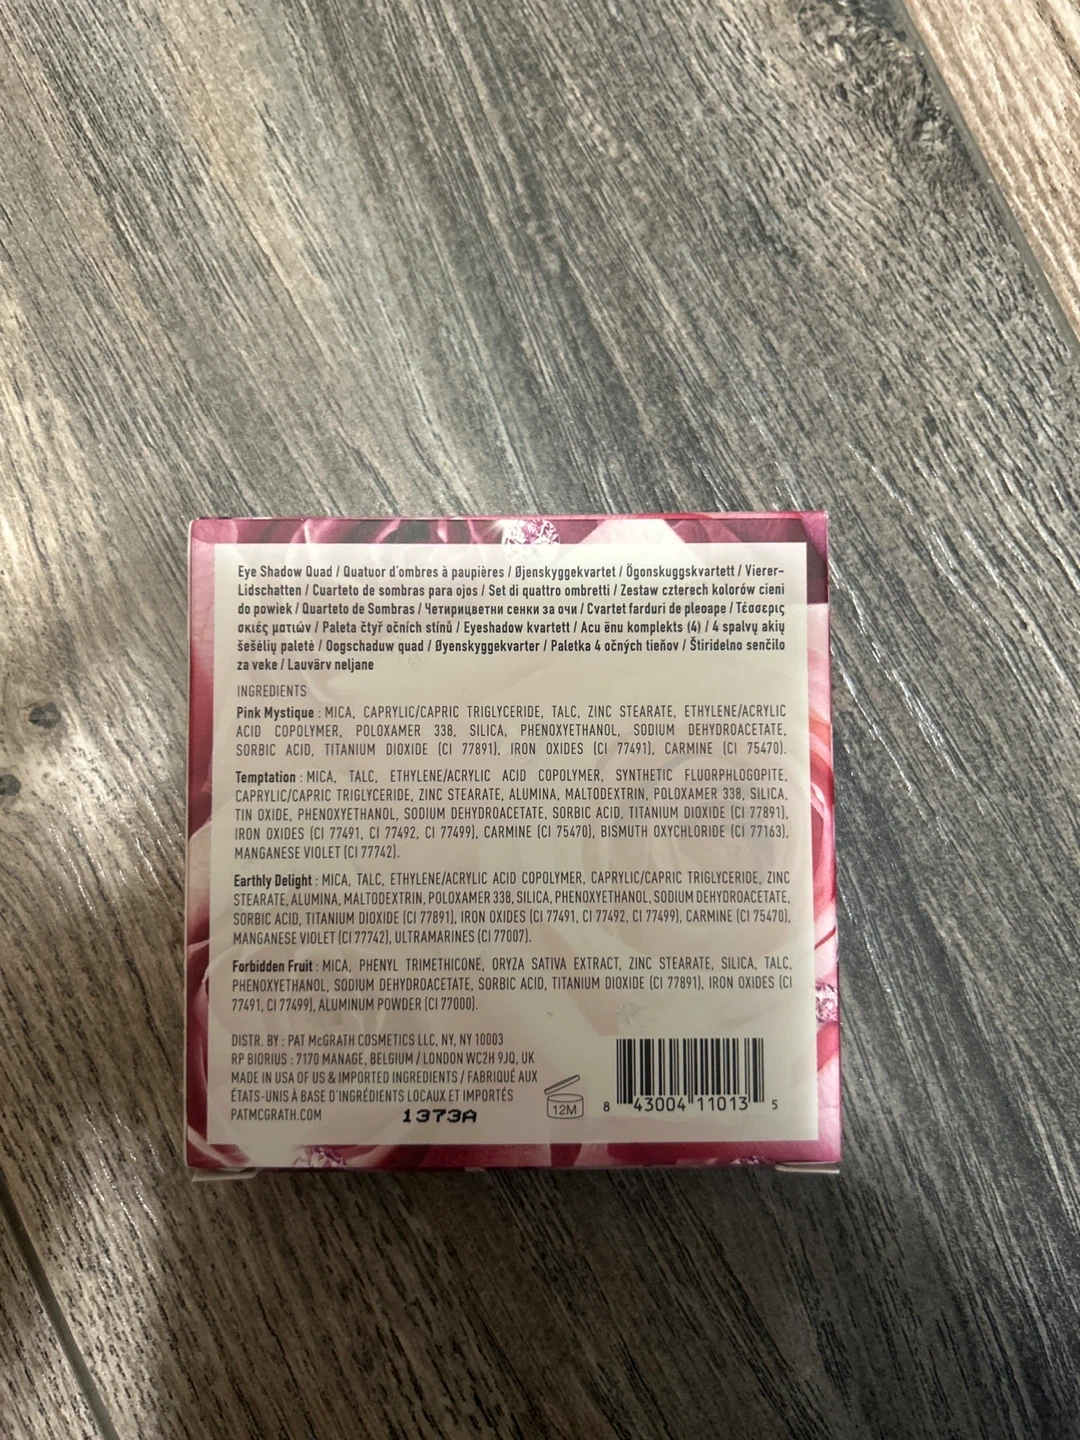 Eye Shadow Quad / Quatuor d'ombres à paupières / Øjenskyggekvartet / Ögonskuggskvartett / Vierer-
Lidschatten / Cuarteto de sombras para ojos / Set di quattro ombretti / Zestaw czterech kolorów cieni
do powiek / Quarteto de Sombras / Четирицветни сенки за очи / Cvartet farduri de pleoape / Τέσσερις
σκιές ματιών / Paleta čtyř očních stínů / Eyeshadow kvartett / Acu ēnu komplekts (4) / 4 spalvų akių
šešėlių paletė / Oogschaduw quad / Øyenskyggekvarter / Paletka 4 očných tieňov / Štiridelno senčilo
za veke / Lauvärv neljane
INGREDIENTS
Pink Mystique : MICA, CAPRYLIC/CAPRIC TRIGLYCERIDE, TALC, ZINC STEARATE, ETHYLENE/ACRYLIC
ACID COPOLYMER, POLOXAMER 338, SILICA, PHENOXYETHANOL, SODIUM DEHYDROACETATE,
SORBIC ACID, TITANIUM DIOXIDE (CI 77891), IRON OXIDES (CI 77491), CARMINE (CI 75470).
Temptation : MICA, TALC, ETHYLENE/ACRYLIC ACID COPOLYMER, SYNTHETIC FLUORPHLOGOPITE,
CAPRYLIC/CAPRIC TRIGLYCERIDE, ZINC STEARATE, ALUMINA, MALTODEXTRIN, POLOXAMER 338, SILICA,
TIN OXIDE, PHENOXYETHANOL, SODIUM DEHYDROACETATE, SORBIC ACID, TITANIUM DIOXIDE (CI 77891),
IRON OXIDES (CI 77491, CI 77492, CI 77499), CARMINE (CI 75470), BISMUTH OXYCHLORIDE (CI 77163),
MANGANESE VIOLET (CI 77742).
Earthly Delight : MICA, TALC, ETHYLENE/ACRYLIC ACID COPOLYMER, CAPRYLIC/CAPRIC TRIGLYCERIDE, ZINC
STEARATE, ALUMINA, MALTODEXTRIN, POLOXAMER 338, SILICA, PHENOXYETHANOL, SODIUM DEHYDROACETATE,
SORBIC ACID, TITANIUM DIOXIDE (CI 77891), IRON OXIDES (CI 77491, CI 77492, CI 77499), CARMINE (CI 75470),
MANGANESE VIOLET (CI 77742), ULTRAMARINES (CI 77007).
Forbidden Fruit : MICA, PHENYL TRIMETHICONE, ORYZA SATIVA EXTRACT, ZINC STEARATE, SILICA, TALC,
PHENOXYETHANOL, SODIUM DEHYDROACETATE, SORBIC ACID, TITANIUM DIOXIDE (CI 77891), IRON OXIDES (CI
77491, CI 77499), ALUMINUM POWDER (CI 77000).
DISTR. BY : PAT McGRATH COSMETICS LLC, NY, NY 10003
RP BIORIUS : 7170 MANAGE, BELGIUM / LONDON WC2H 9JQ, UK
MADE IN USA OF US & IMPORTED INGREDIENTS / FABRIQUÉ AUX
ÉTATS-UNIS À BASE D'INGRÉDIENTS LOCAUX ET IMPORTÉS
PATMCGRATH.COM 1373A
12M
8 43004 11013 5